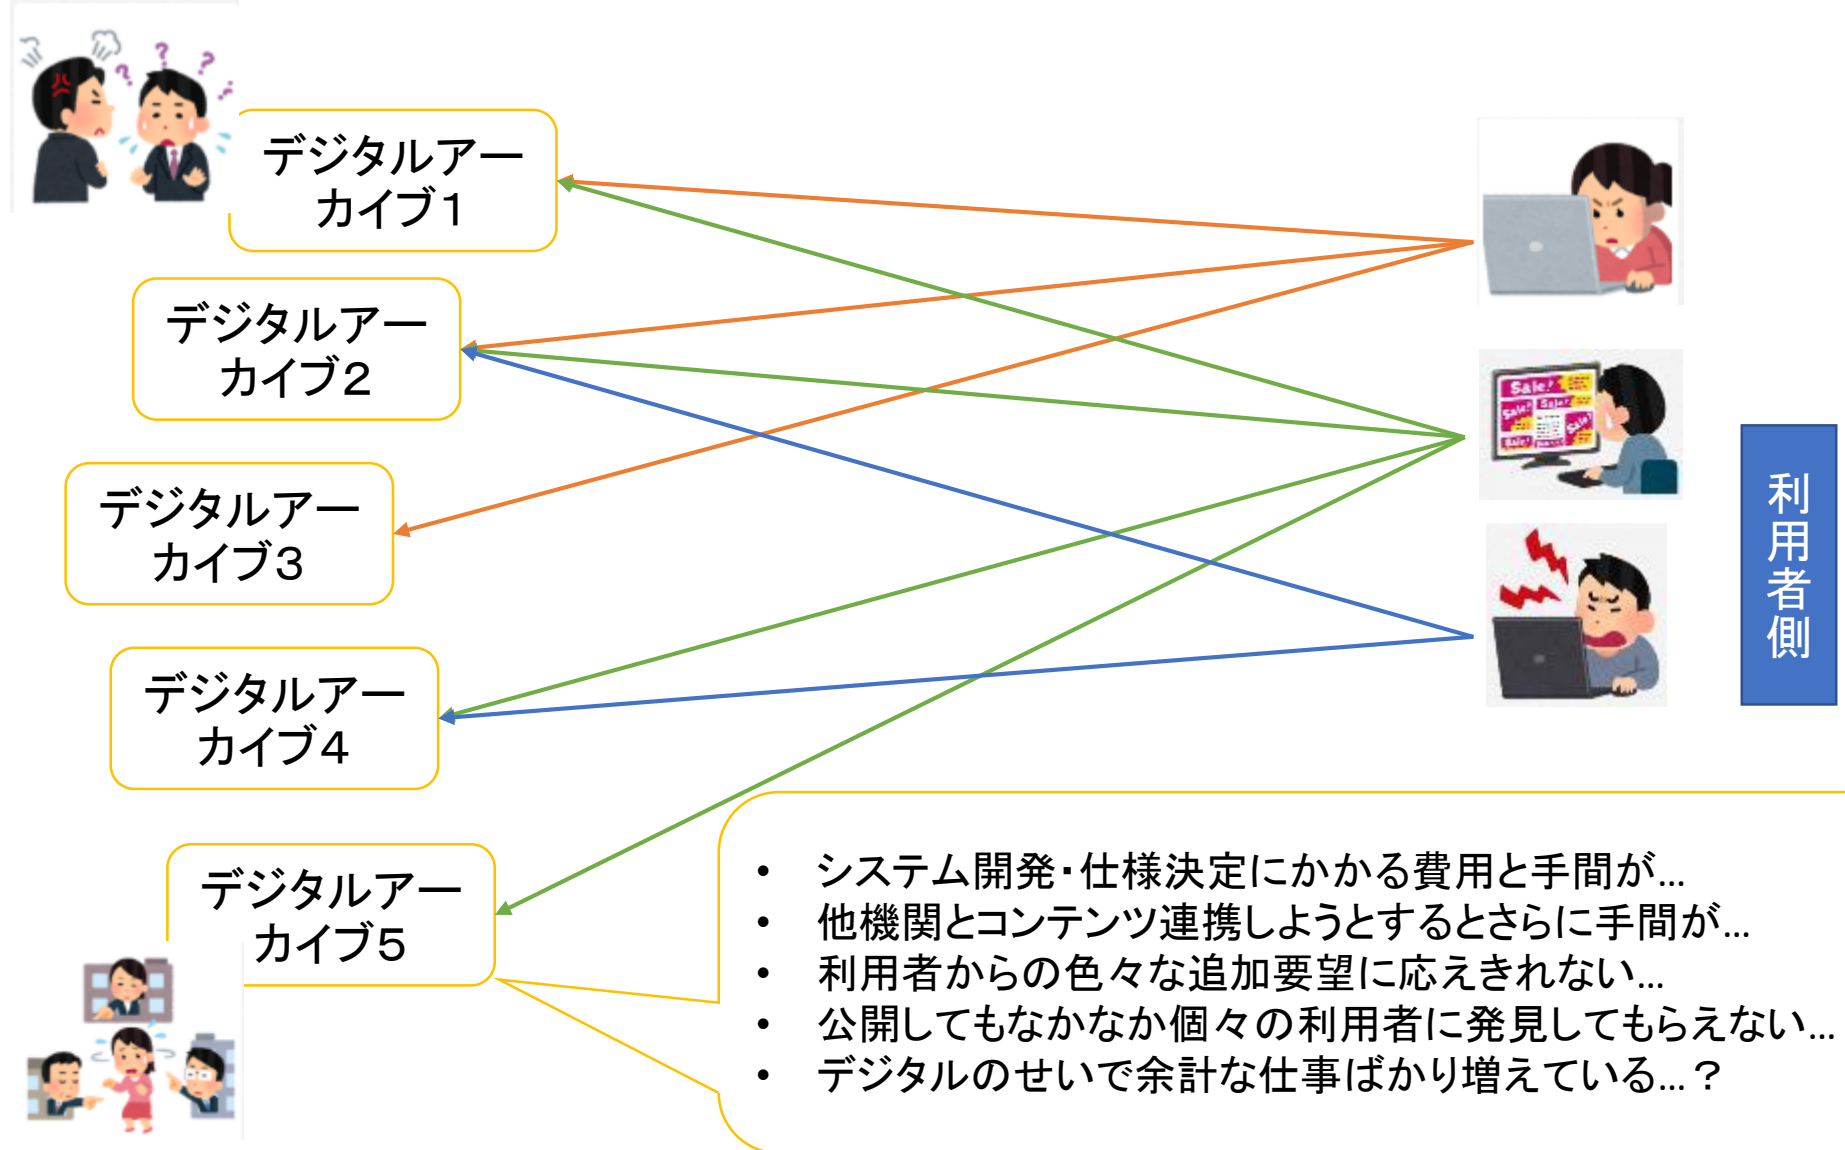 デジタルアー
カイブ1
デジタルアー
カイブ2
デジタルアー
カイブ3
デジタルアー
カイブ4
デジタルアー
カイブ5
? ? ? ?
Sale!
Sale!
Sale!
Sale!
Sale!
利用者側
• システム開発・仕様決定にかかる費用と手間が…
• 他機関とコンテンツ連携しようとするとさらに手間が…
• 利用者からの色々な追加要望に応えきれない…
• 公開してもなかなか個々の利用者に発見してもらえない…
• デジタルのせいで余計な仕事ばかり増えている…？